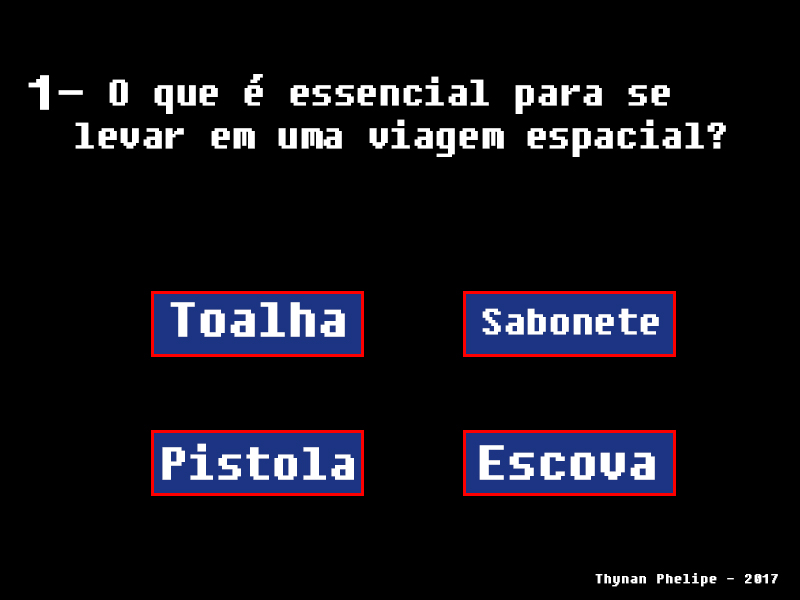 1- O que é essencial para se
levar em uma viagem espacial?
Toalha
Sabonete
Pistola
Escova
Thynan Phelipe - 2017